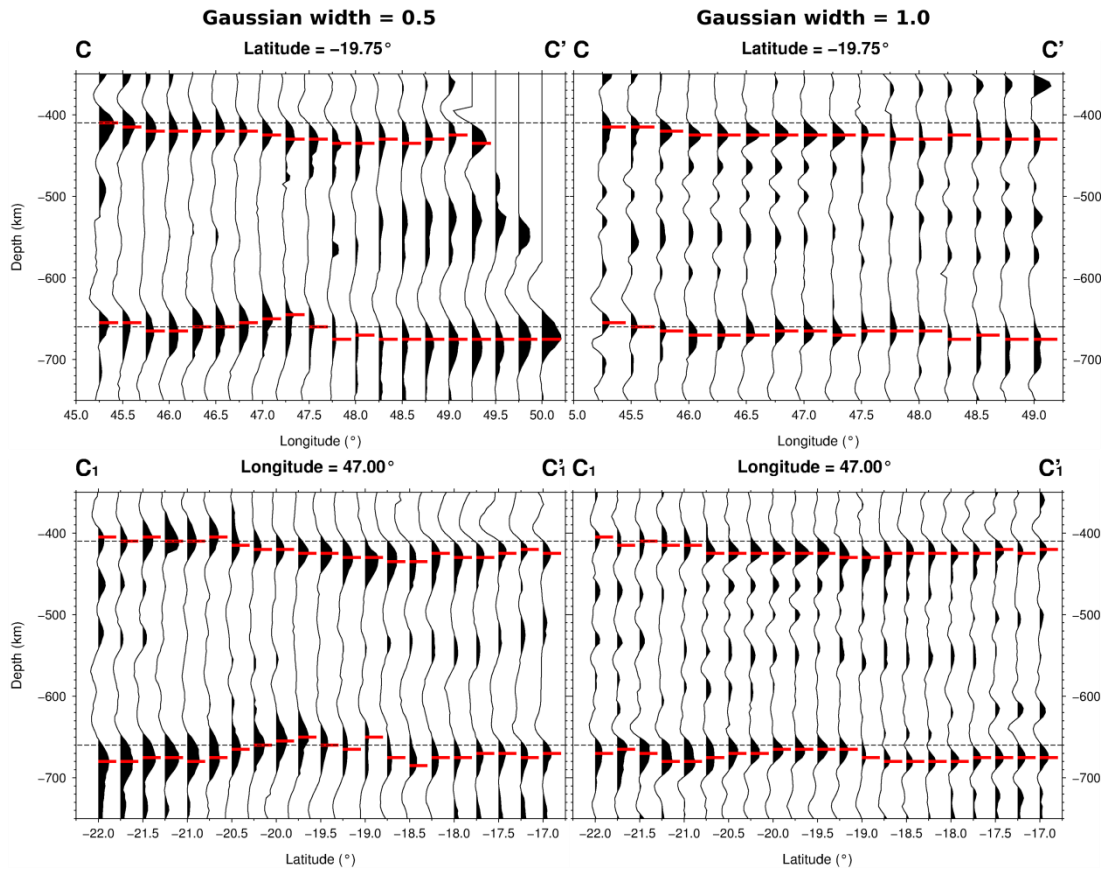 Gaussian width = 0.5 Gaussian width = 1.0
C Latitude = −19.75° C' C Latitude = −19.75° C'
Depth (km)
−400
−500
−600
−700
−400
−500
−600
−700
45.0 45.5 46.0 46.5 47.0 47.5 48.0 48.5 49.0 49.5 50.0
5.0 45.5 46.0 46.5 47.0 47.5 48.0 48.5 49.0
Longitude (°) Longitude (°)
C₁ Longitude = 47.00° C'₁ C₁ Longitude = 47.00° C'₁
Depth (km)
−400
−500
−600
−700
−400
−500
−600
−700
−22.0 −21.5 −21.0 −20.5 −20.0 −19.5 −19.0 −18.5 −18.0 −17.5 −17.0
−22.0 −21.5 −21.0 −20.5 −20.0 −19.5 −19.0 −18.5 −18.0 −17.5 −17.0
Latitude (°) Latitude (°)